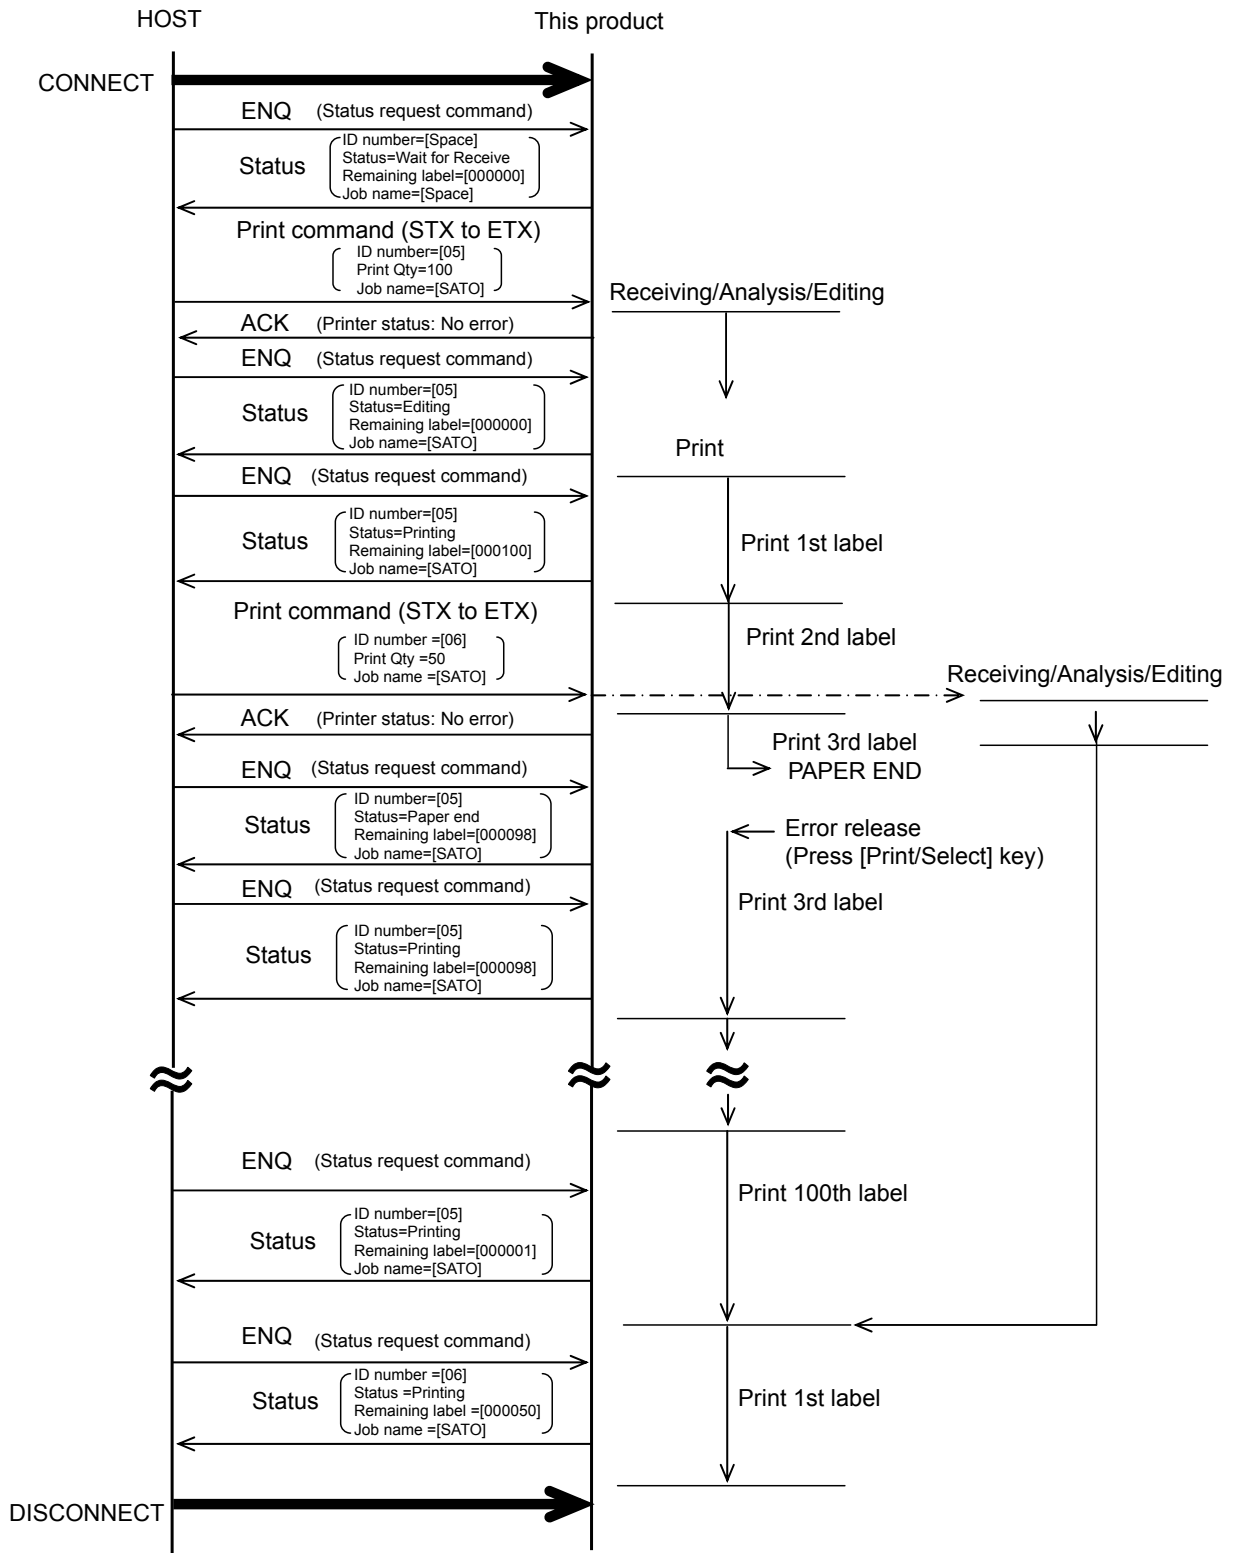 HOST
This product
CONNECT
ENQ (Status request command)
Status
ID number=[Space]
Status=Wait for Receive
Remaining label=[000000]
Job name=[Space]
Print command (STX to ETX)
ID number=[05]
Print Qty=100
Job name=[SATO]
Receiving/Analysis/Editing
ACK (Printer status: No error)
ENQ (Status request command)
Status
ID number=[05]
Status=Editing
Remaining label=[000000]
Job name=[SATO]
Print
ENQ (Status request command)
Status
ID number=[05]
Status=Printing
Remaining label=[000100]
Job name=[SATO]
Print 1st label
Print command (STX to ETX)
ID number =[06]
Print Qty =50
Job name =[SATO]
Print 2nd label
Receiving/Analysis/Editing
ACK (Printer status: No error)
Print 3rd label
PAPER END
ENQ (Status request command)
Status
ID number=[05]
Status=Paper end
Remaining label=[000098]
Job name=[SATO]
Error release
(Press [Print/Select] key)
ENQ (Status request command)
Print 3rd label
Status
ID number=[05]
Status=Printing
Remaining label=[000098]
Job name=[SATO]
ENQ (Status request command)
Print 100th label
Status
ID number=[05]
Status=Printing
Remaining label=[000001]
Job name=[SATO]
ENQ (Status request command)
Status
ID number =[06]
Status =Printing
Remaining label =[000050]
Job name =[SATO]
Print 1st label
DISCONNECT